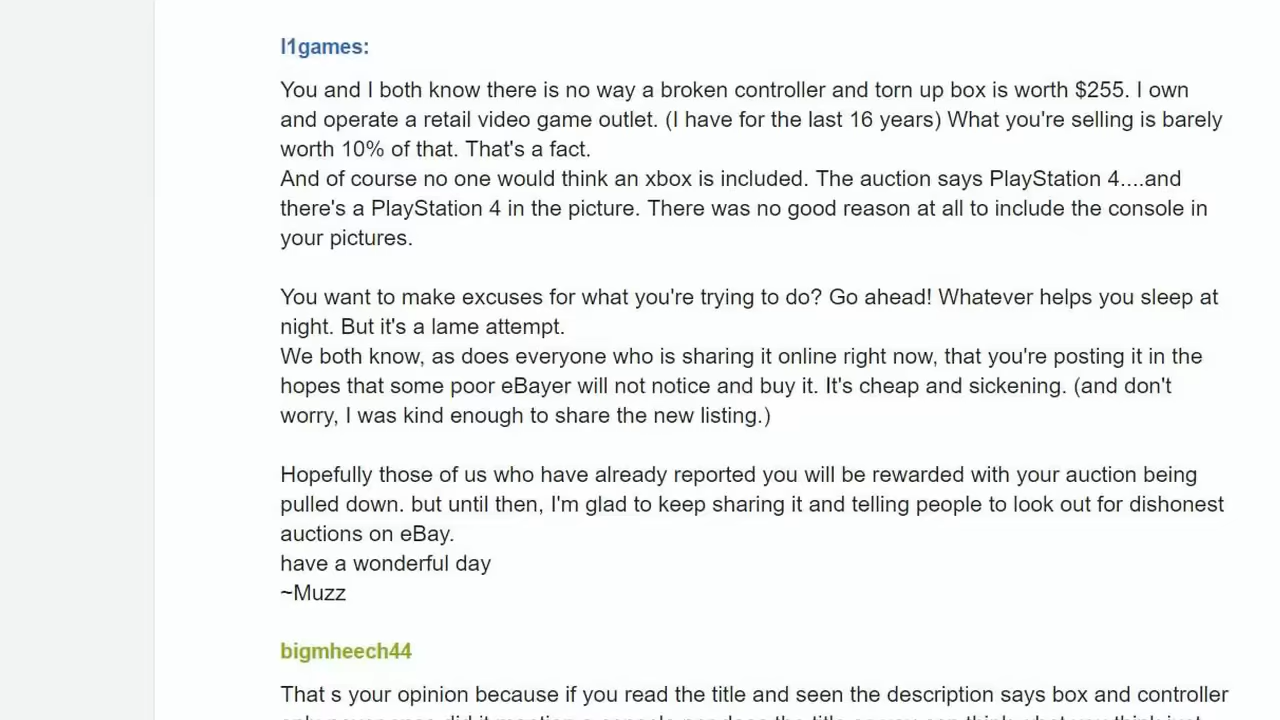 l1games:
You and I both know there is no way a broken controller and torn up box is worth $255. I own
and operate a retail video game outlet. (I have for the last 16 years) What you're selling is barely
worth 10% of that. That's a fact.
And of course no one would think an xbox is included. The auction says PlayStation 4....and
there's a PlayStation 4 in the picture. There was no good reason at all to include the console in
your pictures.
You want to make excuses for what you're trying to do? Go ahead! Whatever helps you sleep at
night. But it's a lame attempt.
We both know, as does everyone who is sharing it online right now, that you're posting it in the
hopes that some poor eBayer will not notice and buy it. It's cheap and sickening. (and don't
worry, I was kind enough to share the new listing.)
Hopefully those of us who have already reported you will be rewarded with your auction being
pulled down. but until then, I'm glad to keep sharing it and telling people to look out for dishonest
auctions on eBay.
have a wonderful day
~Muzz
bigmheech44
That s your opinion because if you read the title and seen the description says box and controller